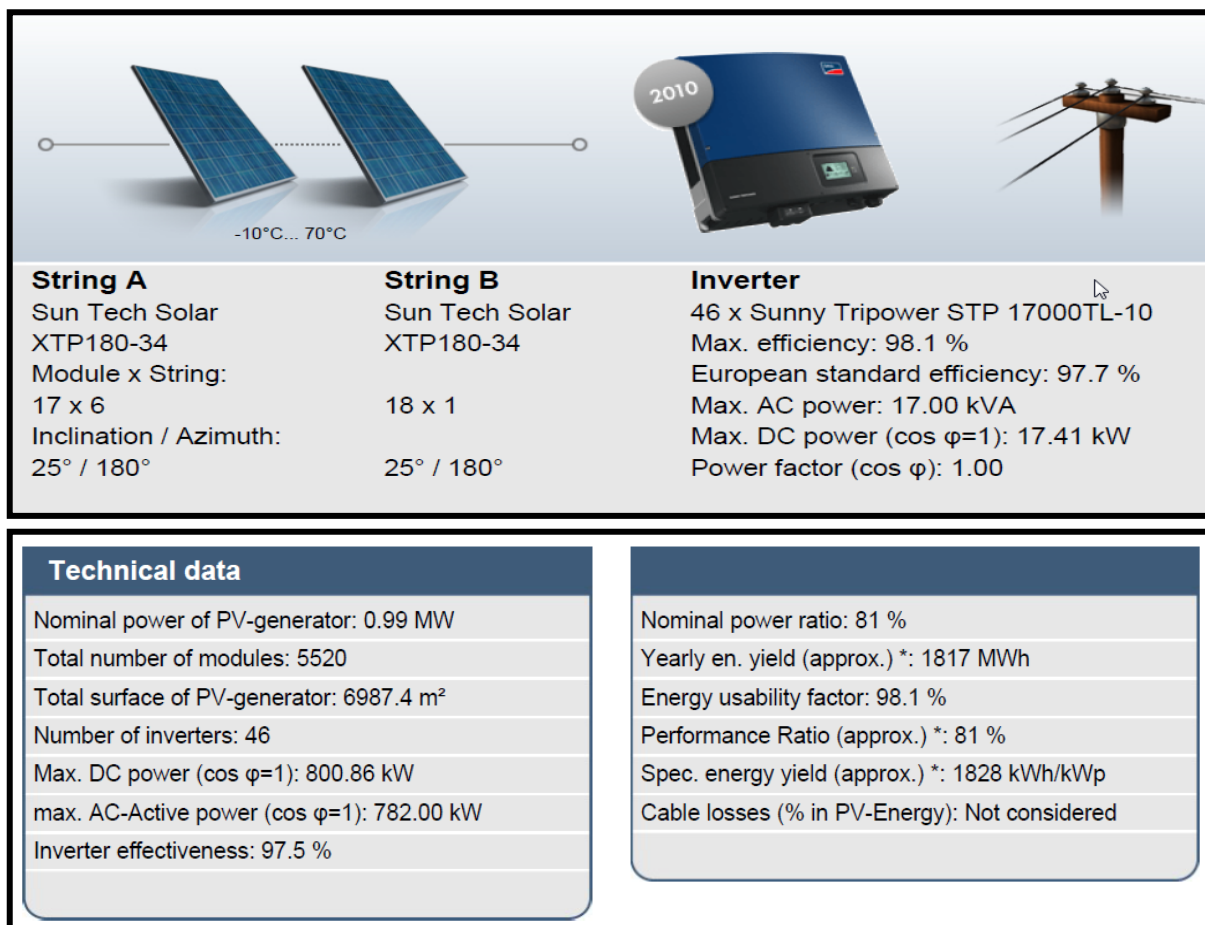 2010
-10°C... 70°C
String A
Sun Tech Solar
XTP180-34
Module x String:
17 x 6
Inclination / Azimuth:
25° / 180°
String B
Sun Tech Solar
XTP180-34
18 x 1
25° / 180°
Inverter
46 x Sunny Tripower STP 17000TL-10
Max. efficiency: 98.1 %
European standard efficiency: 97.7 %
Max. AC power: 17.00 kVA
Max. DC power (cos φ=1): 17.41 kW
Power factor (cos φ): 1.00
Technical data
Nominal power of PV-generator: 0.99 MW
Total number of modules: 5520
Total surface of PV-generator: 6987.4 m²
Number of inverters: 46
Max. DC power (cos φ=1): 800.86 kW
max. AC-Active power (cos φ=1): 782.00 kW
Inverter effectiveness: 97.5 %
Nominal power ratio: 81 %
Yearly en. yield (approx.) *: 1817 MWh
Energy usability factor: 98.1 %
Performance Ratio (approx.) *: 81 %
Spec. energy yield (approx.) *: 1828 kWh/kWp
Cable losses (% in PV-Energy): Not considered